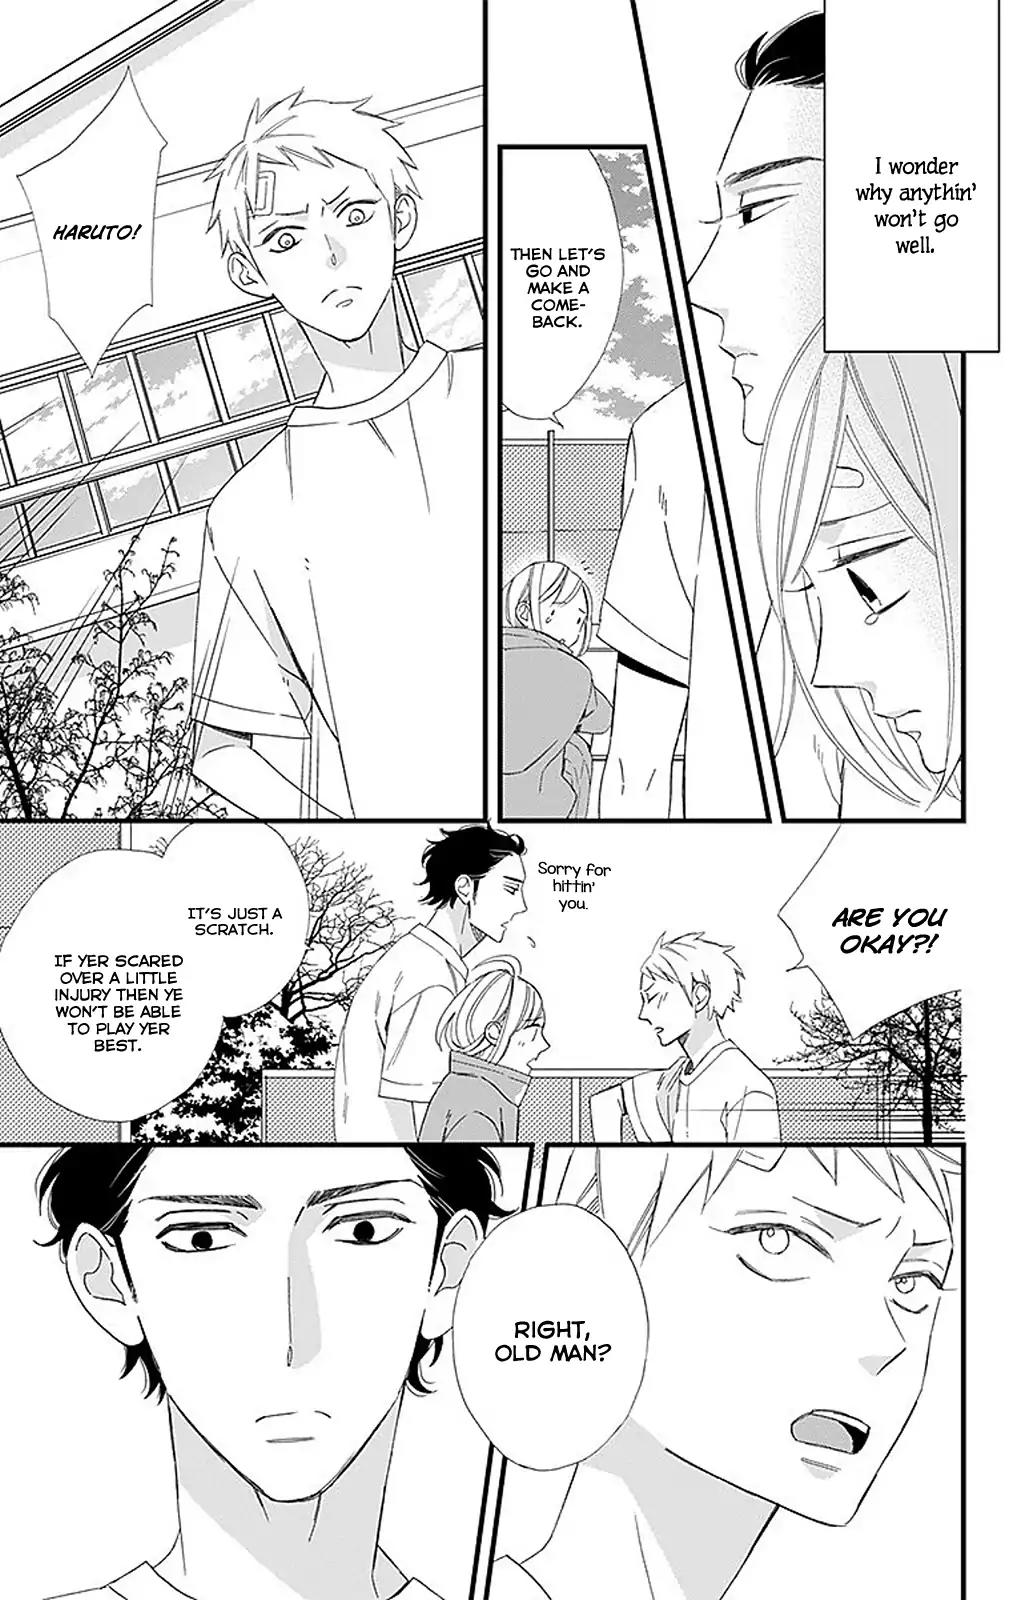 I wonder
why anythin'
won't go
well.
THEN LET'S
GO AND
MAKE A
COME-
BACK.
HARUTO!
ARE YOU
OKAY?!
Sorry for
hittin'
you.
IT'S JUST A
SCRATCH.
IF YER SCARED
OVER A LITTLE
INJURY THEN YE
WON'T BE ABLE
TO PLAY YER
BEST.
RIGHT,
OLD MAN?